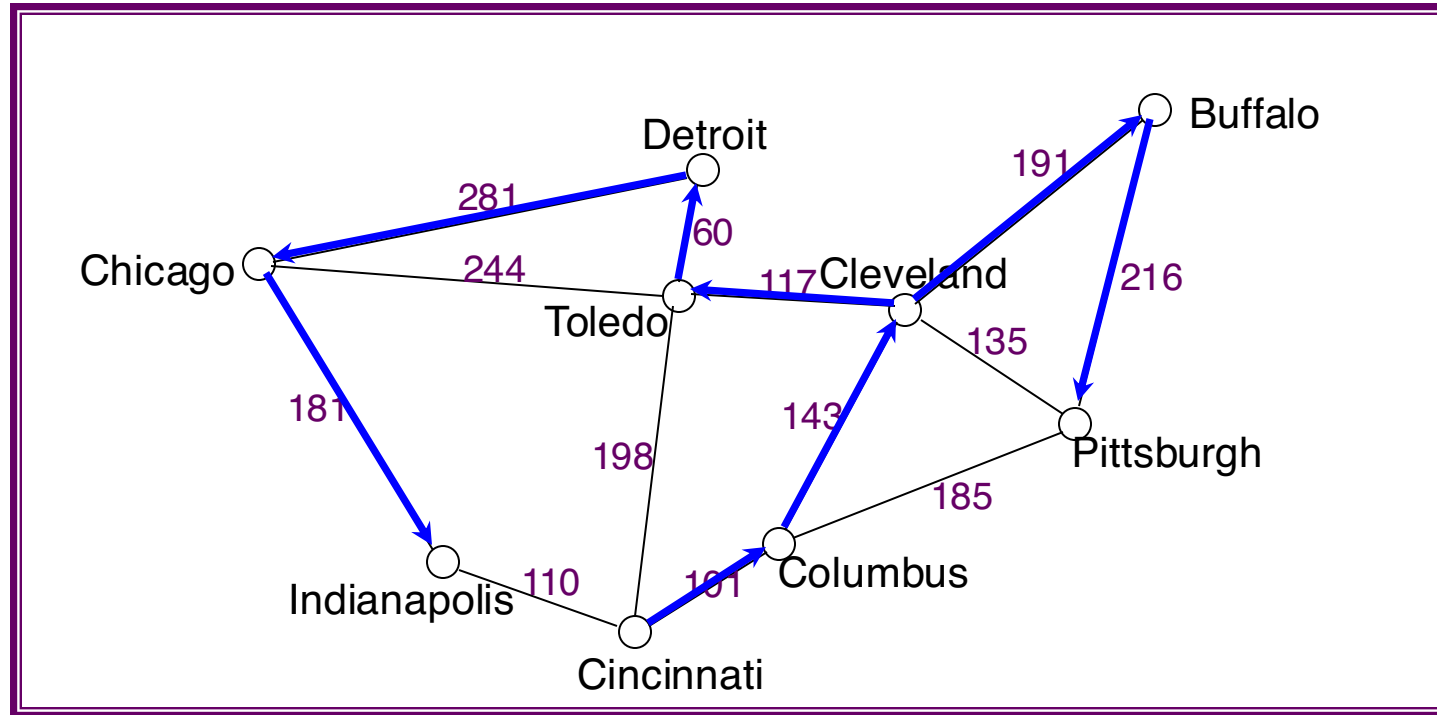 Buffalo
Detroit
191
281
60
Chicago
244
117
Cleveland
216
Toledo
135
181
143
198
Pittsburgh
185
110
101
Columbus
Indianapolis
Cincinnati